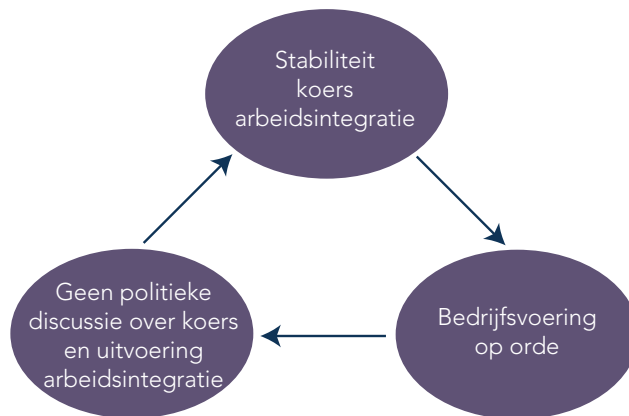 Stabiliteit
koers
arbeidsintegratie
Geen politieke
discussie over koers
en uitvoering
arbeidsintegratie
Bedrijfsvoering
op orde